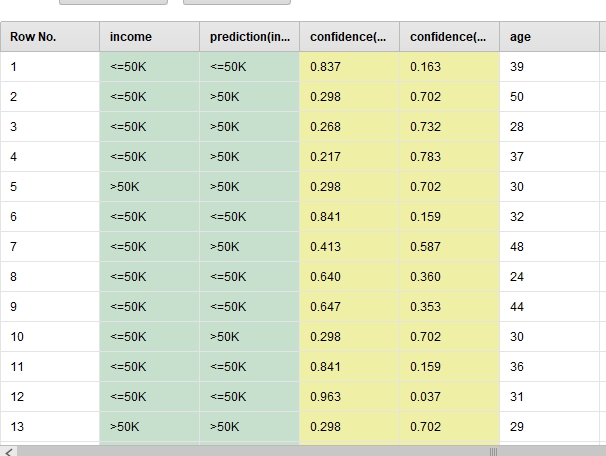 Row No. income prediction(in... confidence(... confidence(... age
1 <=50K <=50K 0.837 0.163 39
2 <=50K >50K 0.298 0.702 50
3 <=50K >50K 0.268 0.732 28
4 <=50K >50K 0.217 0.783 37
5 >50K >50K 0.298 0.702 30
6 <=50K <=50K 0.841 0.159 32
7 <=50K >50K 0.413 0.587 48
8 <=50K <=50K 0.640 0.360 24
9 <=50K <=50K 0.647 0.353 44
10 <=50K >50K 0.298 0.702 30
11 <=50K <=50K 0.841 0.159 36
12 <=50K <=50K 0.963 0.037 31
13 >50K >50K 0.298 0.702 29